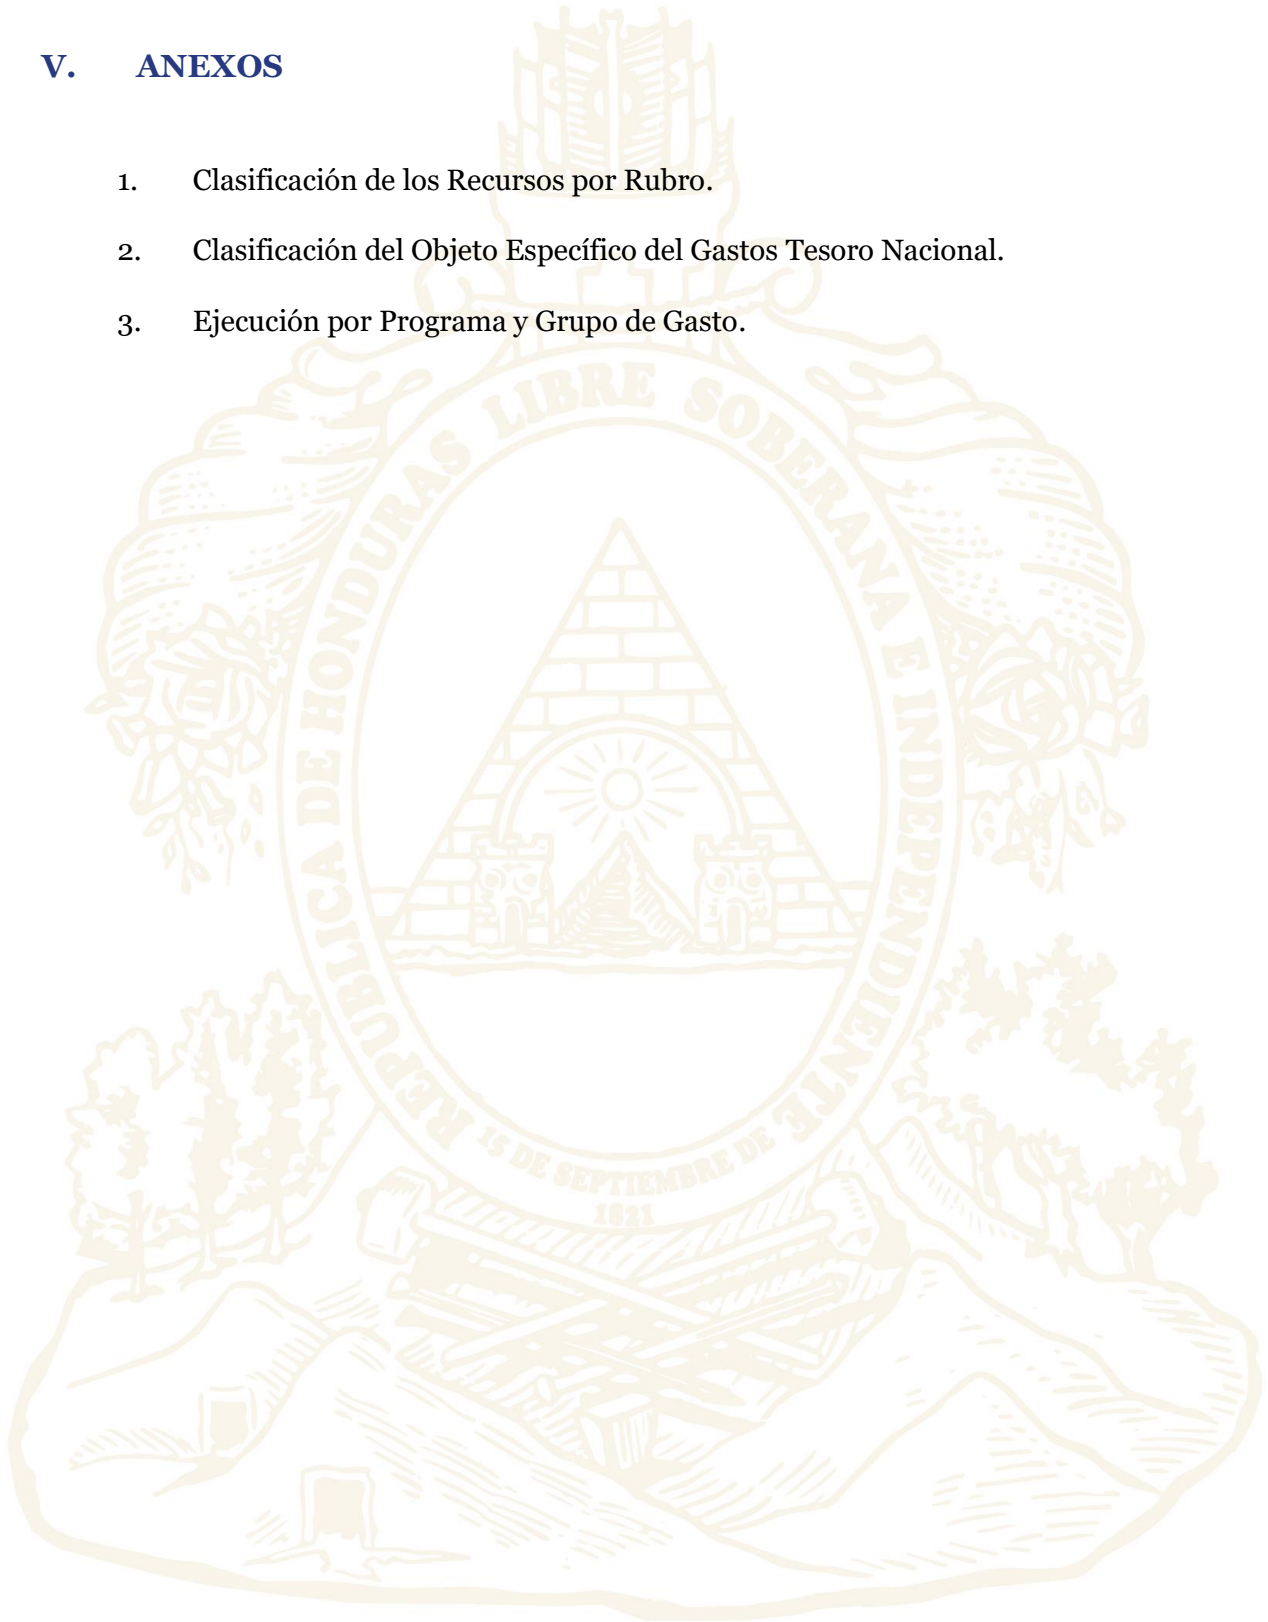 V. ANEXOS
1. Clasificación de los Recursos por Rubro.
2. Clasificación del Objeto Específico del Gastos Tesoro Nacional.
3. Ejecución por Programa y Grupo de Gasto.
REPUBLICA DE HONDURAS LIBRE SOBERANA E INDEPENDIENTE
15 DE SEPTIEMBRE DE
1821